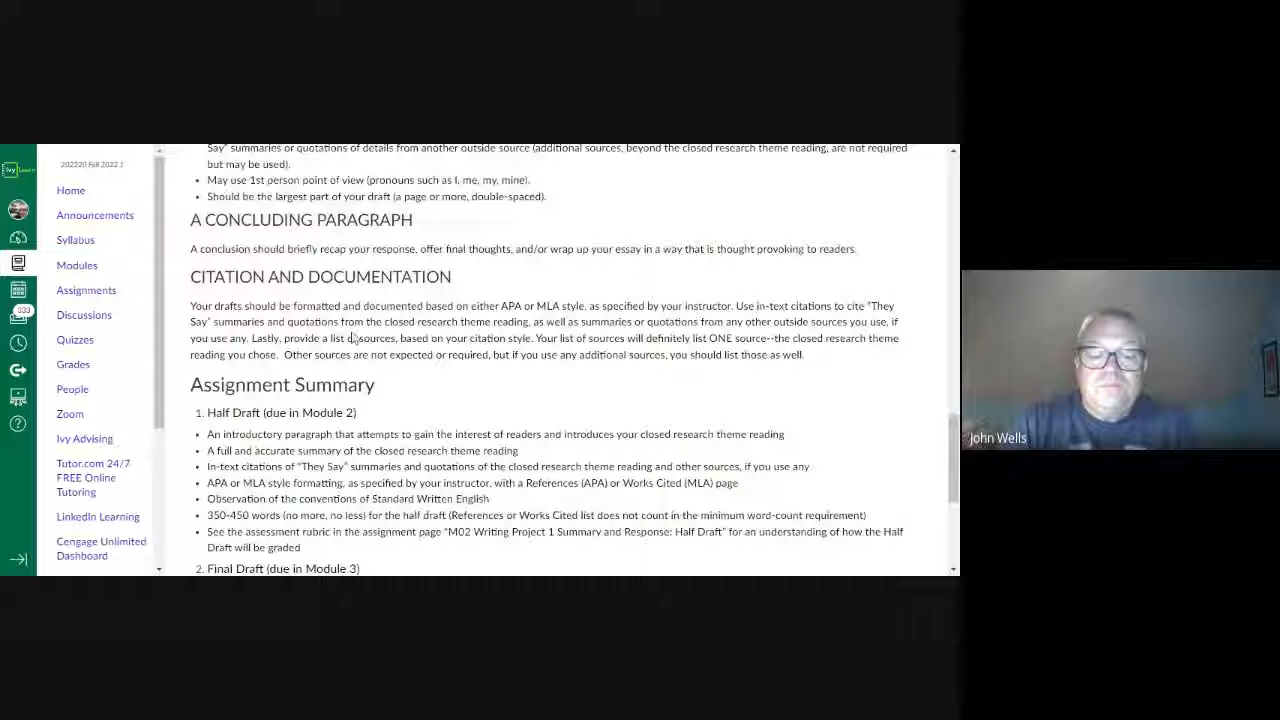 Ivy Learn
202220 Fall 2022 1
Home
Announcements
Syllabus
Modules
Assignments
Discussions
333
Quizzes
Grades
People
Zoom
Ivy Advising
Tutor.com 24/7
FREE Online
Tutoring
LinkedIn Learning
Cengage Unlimited
Dashboard
Say" summaries or quotations of details from another outside source (additional sources, beyond the closed research theme reading, are not required
but may be used).
• May use 1st person point of view (pronouns such as I, me, my, mine).
• Should be the largest part of your draft (a page or more, double-spaced).
A CONCLUDING PARAGRAPH
A conclusion should briefly recap your response, offer final thoughts, and/or wrap up your essay in a way that is thought provoking to readers.
CITATION AND DOCUMENTATION
Your drafts should be formatted and documented based on either APA or MLA style, as specified by your instructor. Use in-text citations to cite "They
Say" summaries and quotations from the closed research theme reading, as well as summaries or quotations from any other outside sources you use, if
you use any. Lastly, provide a list of sources, based on your citation style. Your list of sources will definitely list ONE source--the closed research theme
reading you chose. Other sources are not expected or required, but if you use any additional sources, you should list those as well.
Assignment Summary
1. Half Draft (due in Module 2)
• An introductory paragraph that attempts to gain the interest of readers and introduces your closed research theme reading
• A full and accurate summary of the closed research theme reading
• In-text citations of "They Say" summaries and quotations of the closed research theme reading and other sources, if you use any
• APA or MLA style formatting, as specified by your instructor, with a References (APA) or Works Cited (MLA) page
• Observation of the conventions of Standard Written English
• 350-450 words (no more, no less) for the half draft (References or Works Cited list does not count in the minimum word-count requirement)
• See the assessment rubric in the assignment page "M02 Writing Project 1 Summary and Response: Half Draft" for an understanding of how the Half
Draft will be graded
2. Final Draft (due in Module 3)
John Wells